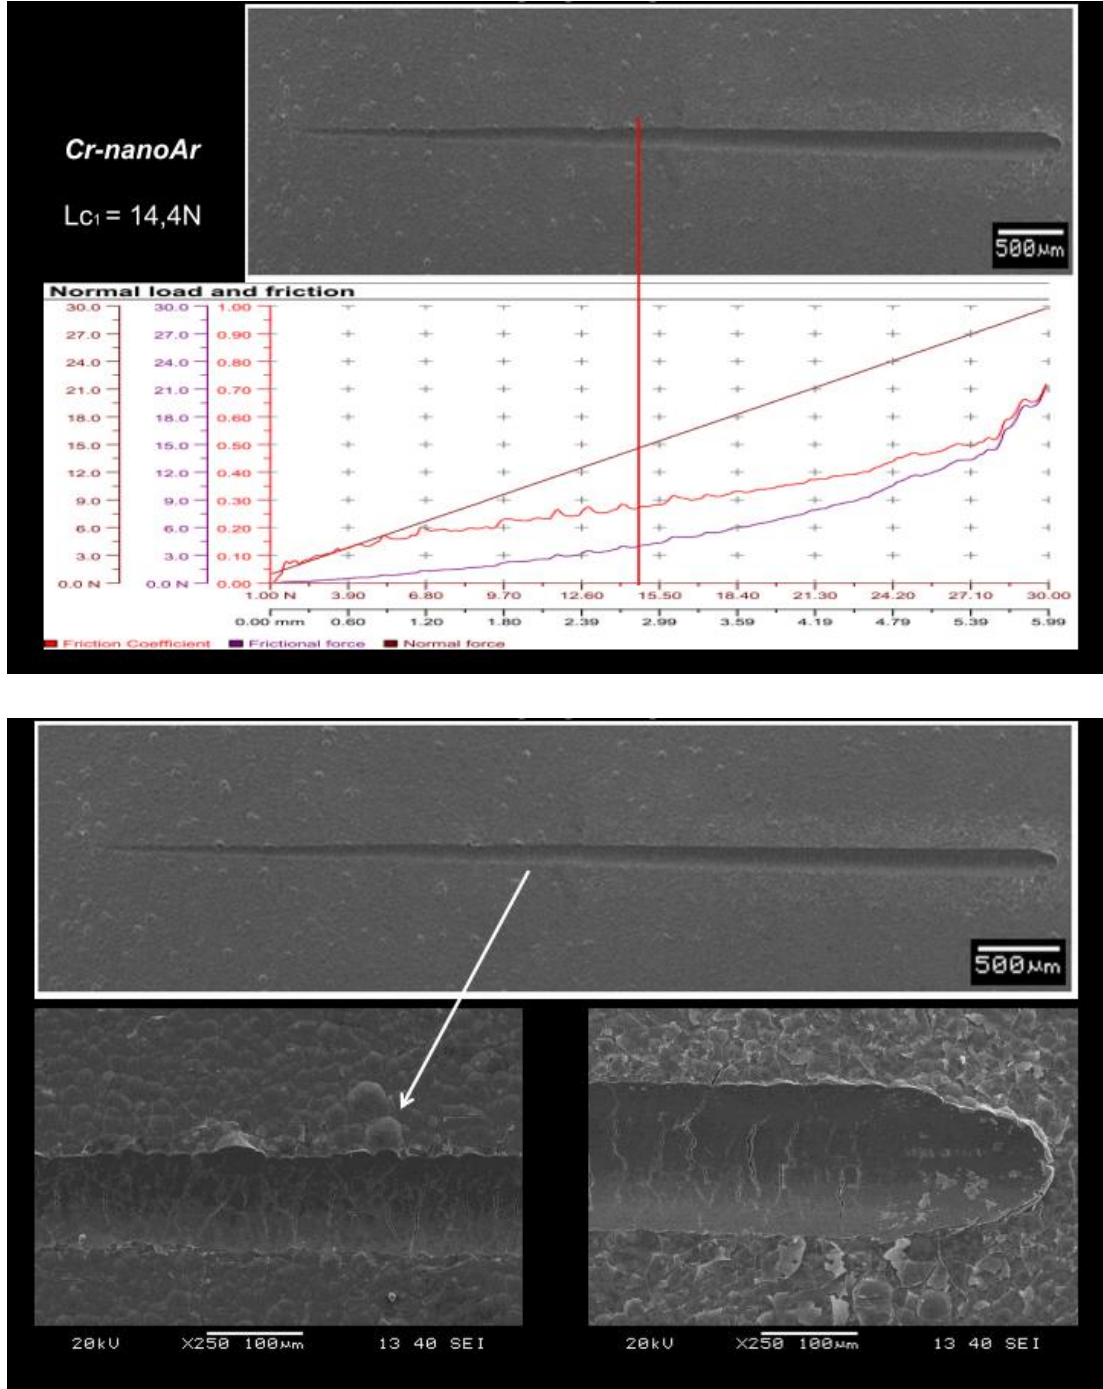 Cr-nanoAr
Lc1 = 14,4N
500µm
Normal load and friction
30.0 30.0 1.00
27.0 27.0 0.90
24.0 24.0 0.80
21.0 21.0 0.70
18.0 18.0 0.60
15.0 15.0 0.50
12.0 12.0 0.40
9.0 9.0 0.30
6.0 6.0 0.20
3.0 3.0 0.10
0.0 N 0.0 N 0.00
1.00 N 3.90 6.80 9.70 12.60 15.50 18.40 21.30 24.20 27.10 30.00
0.00 mm 0.60 1.20 1.80 2.39 2.99 3.59 4.19 4.79 5.39 5.99
Friction Coefficient Frictional force Normal force
500µm
20kU X250 100µm 13 40 SEI
20kU X250 100µm 13 40 SEI